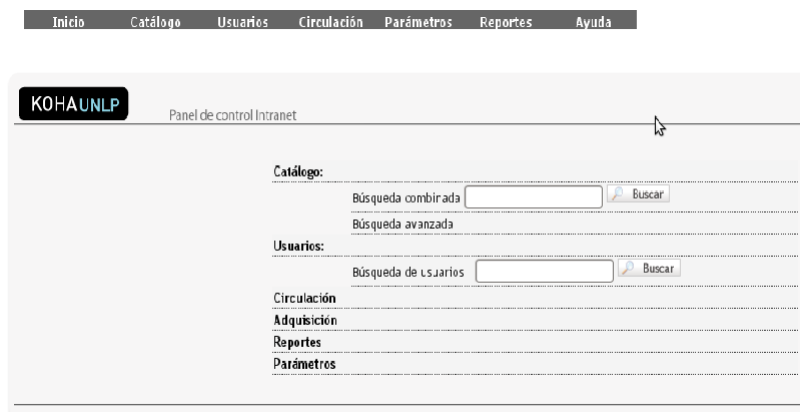 Inicio Catálogo Usuarios Circulación Parámetros Reportes Ayuda
KOHAUNLP
Panel de control Intranet
Catálogo:
Búsqueda combinada Buscar
Búsqueda avanzada
Usuarios:
Búsqueda de usuarios Buscar
Circulación
Adquisición
Reportes
Parámetros